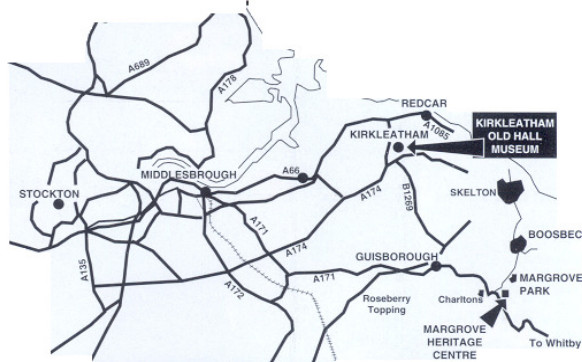 A689
A178
REDCAR
A1085
KIRKLEATHAM
KIRKLEATHAM
OLD HALL
MUSEUM
MIDDLESBROUGH
A66
STOCKTON
A174
B1269
SKELTON
A171
BOOSBEC
A174
GUISBOROUGH
A135
A172
A171
MARGROVE
PARK
Roseberry
Topping
Charltons
MARGROVE
HERITAGE
CENTRE
To Whitby